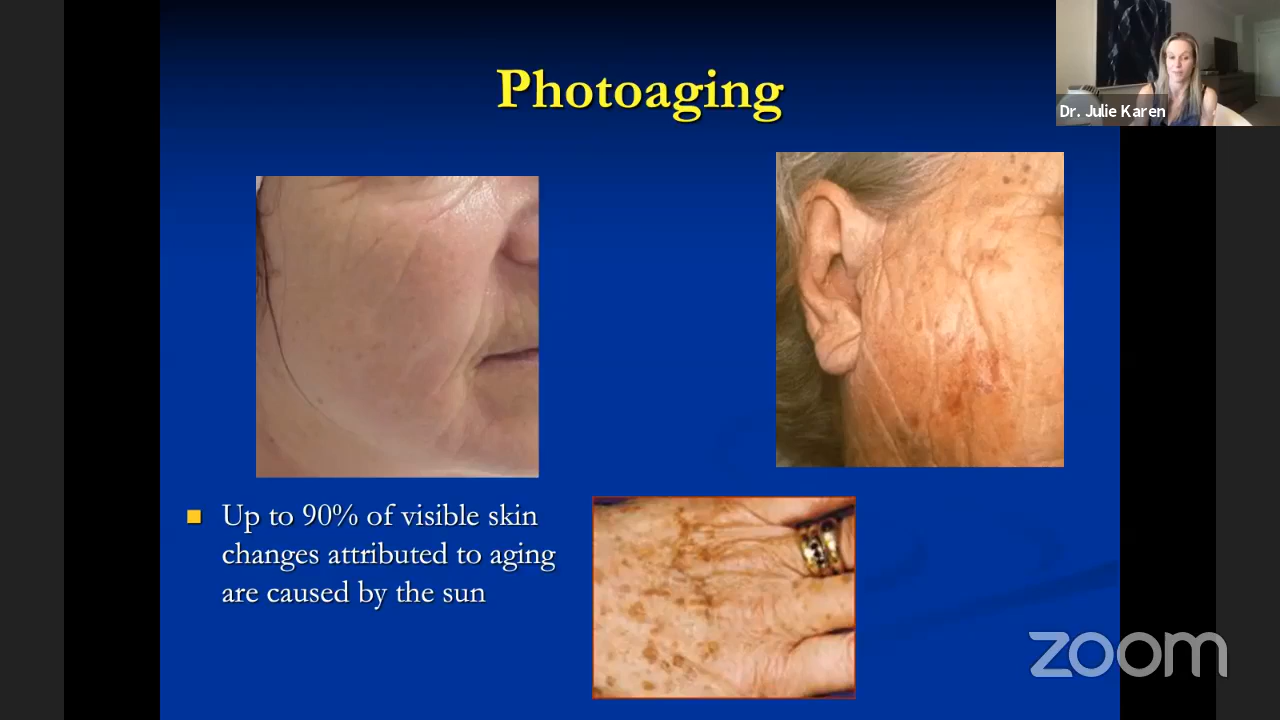 Photoaging
Dr. Julie Karen
Up to 90% of visible skin
changes attributed to aging
are caused by the sun
zoom